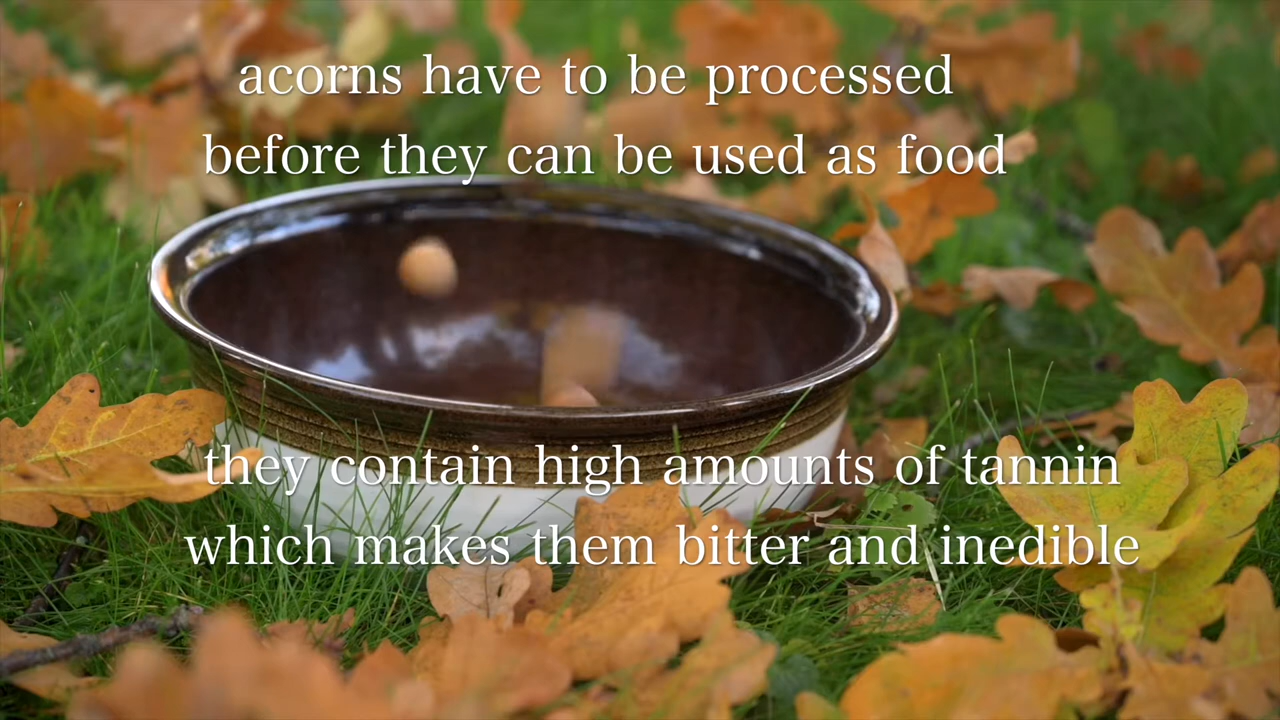 acorns have to be processed
before they can be used as food
they contain high amounts of tannin
which makes them bitter and inedible